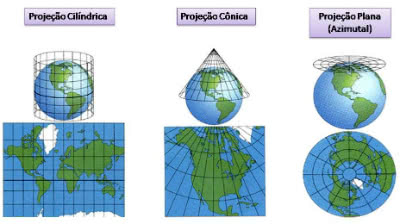 Projeção Cilíndrica
Projeção Cônica
Projeção Plana
(Azimutal)